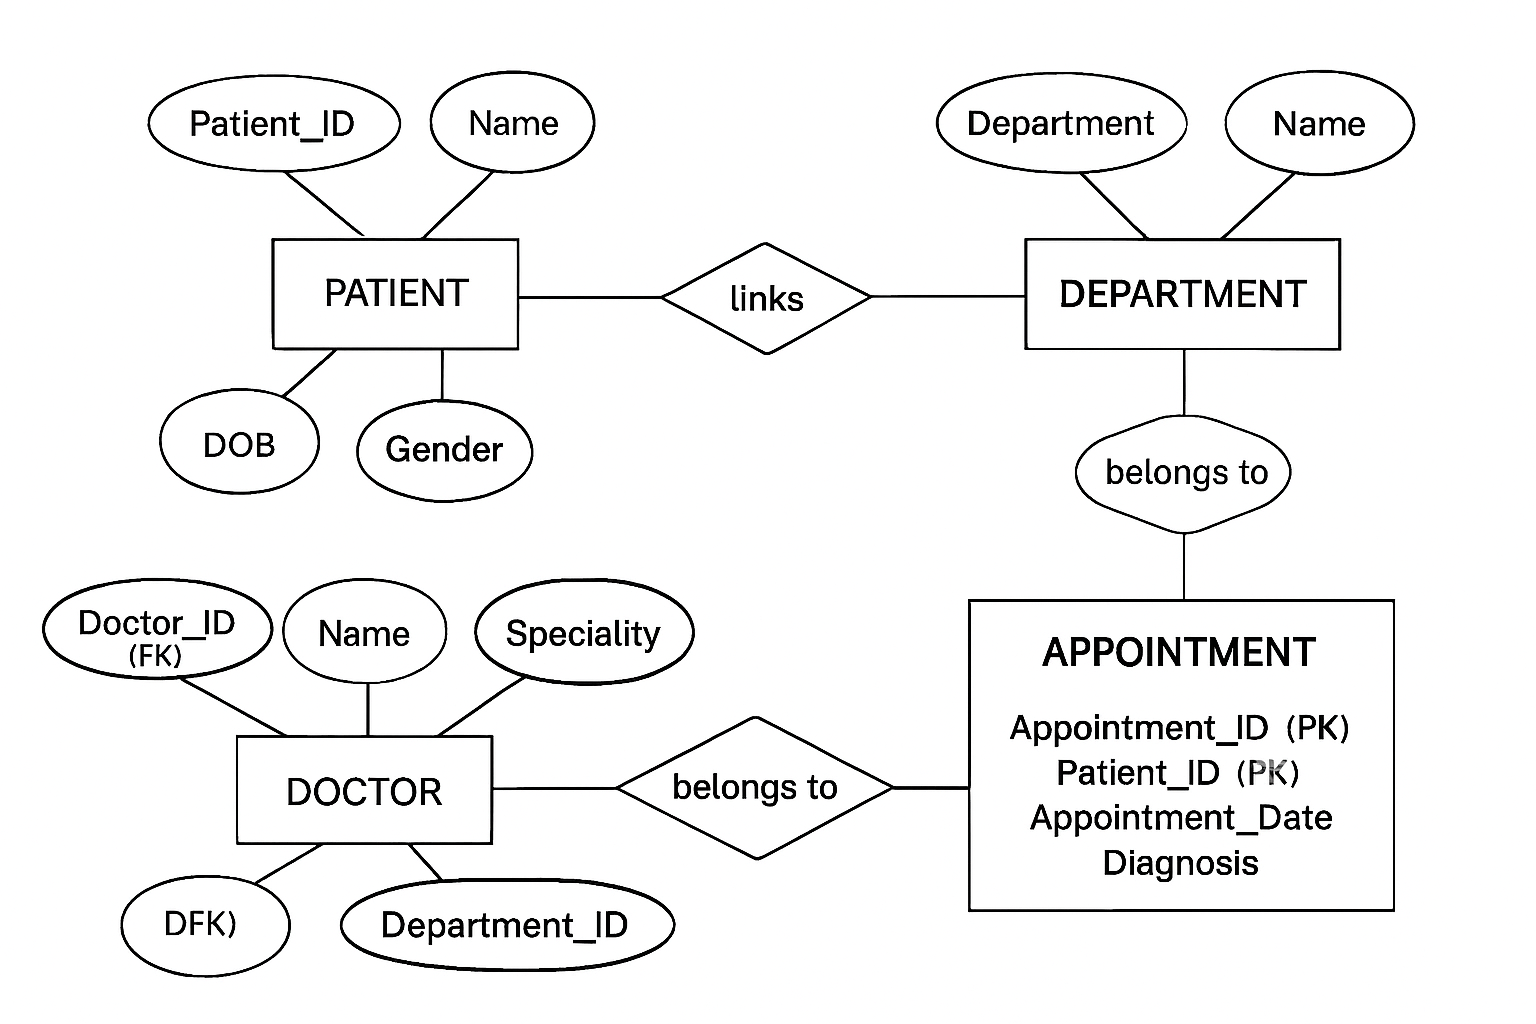 Patient_ID
Name
Department
Name
PATIENT
links
DEPARTMENT
DOB
Gender
belongs to
Doctor_ID
(FK)
Name
Speciality
DOCTOR
belongs to
DFK)
Department_ID
APPOINTMENT
Appointment_ID (PK)
Patient_ID (PK)
Appointment_Date
Diagnosis